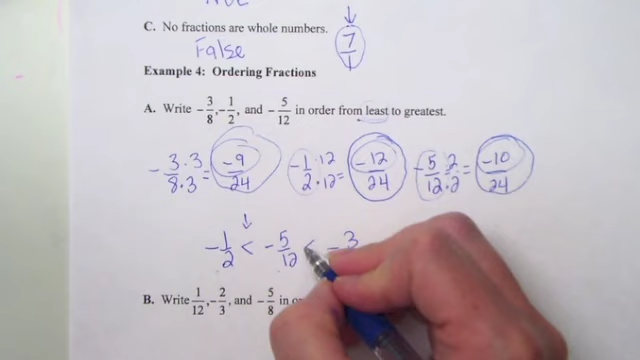 C. No fractions are whole numbers.
False
7/1
Example 4: Ordering Fractions
A. Write -3/8, -1/2, and -5/12 in order from least to greatest.
-3·3/8·3 = -9/24 -1·12/2·12 = -12/24 -5·2/12·2 = -10/24
-1/2 < -5/12 < -3
B. Write 1/12, -2/3, and -5/8 in